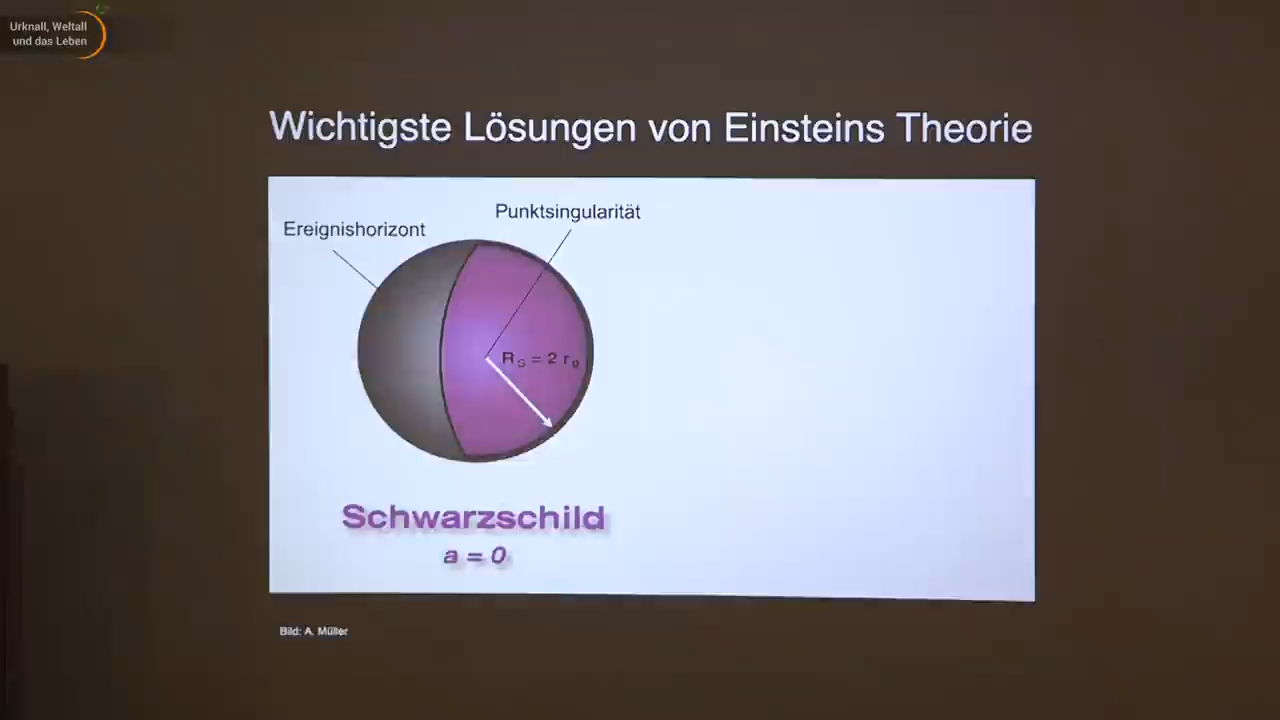 Urknall, Weltall
und das Leben
Wichtigste Lösungen von Einsteins Theorie
Punktsingularität
Ereignishorizont
R_S = 2 r_g
Schwarzschild
a = 0
Bild: A. Müller